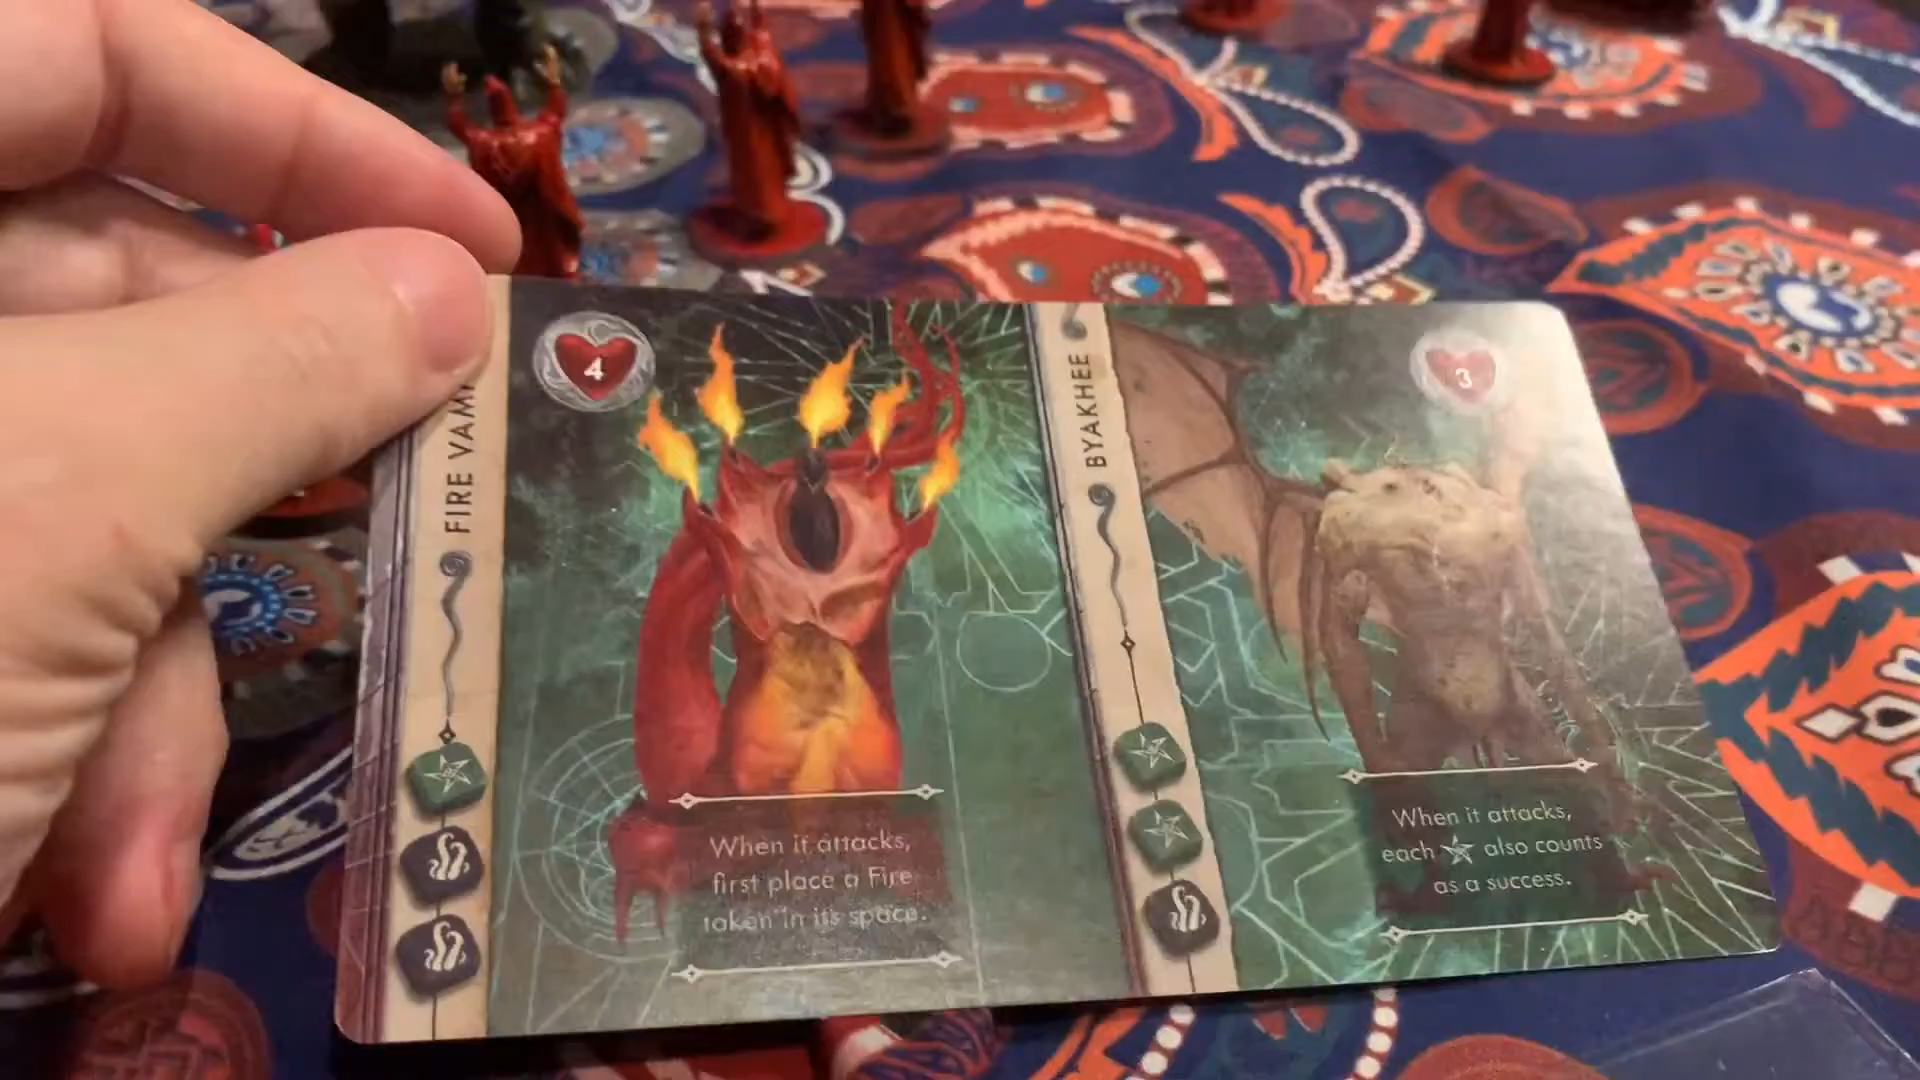 FIRE VAM
4
When it attacks,
first place a Fire
token in its space.
BYAKHEE
3
When it attacks,
each also counts
as a success.